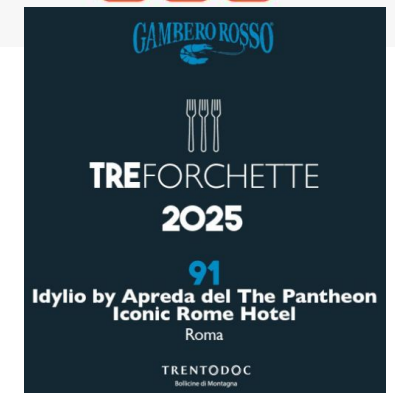 GAMBERO ROSSO
TREFORCHETTE
2025
91
Idylio by Apreda del The Pantheon
Iconic Rome Hotel
Roma
TRENTODOC
Bollicine di Montagna